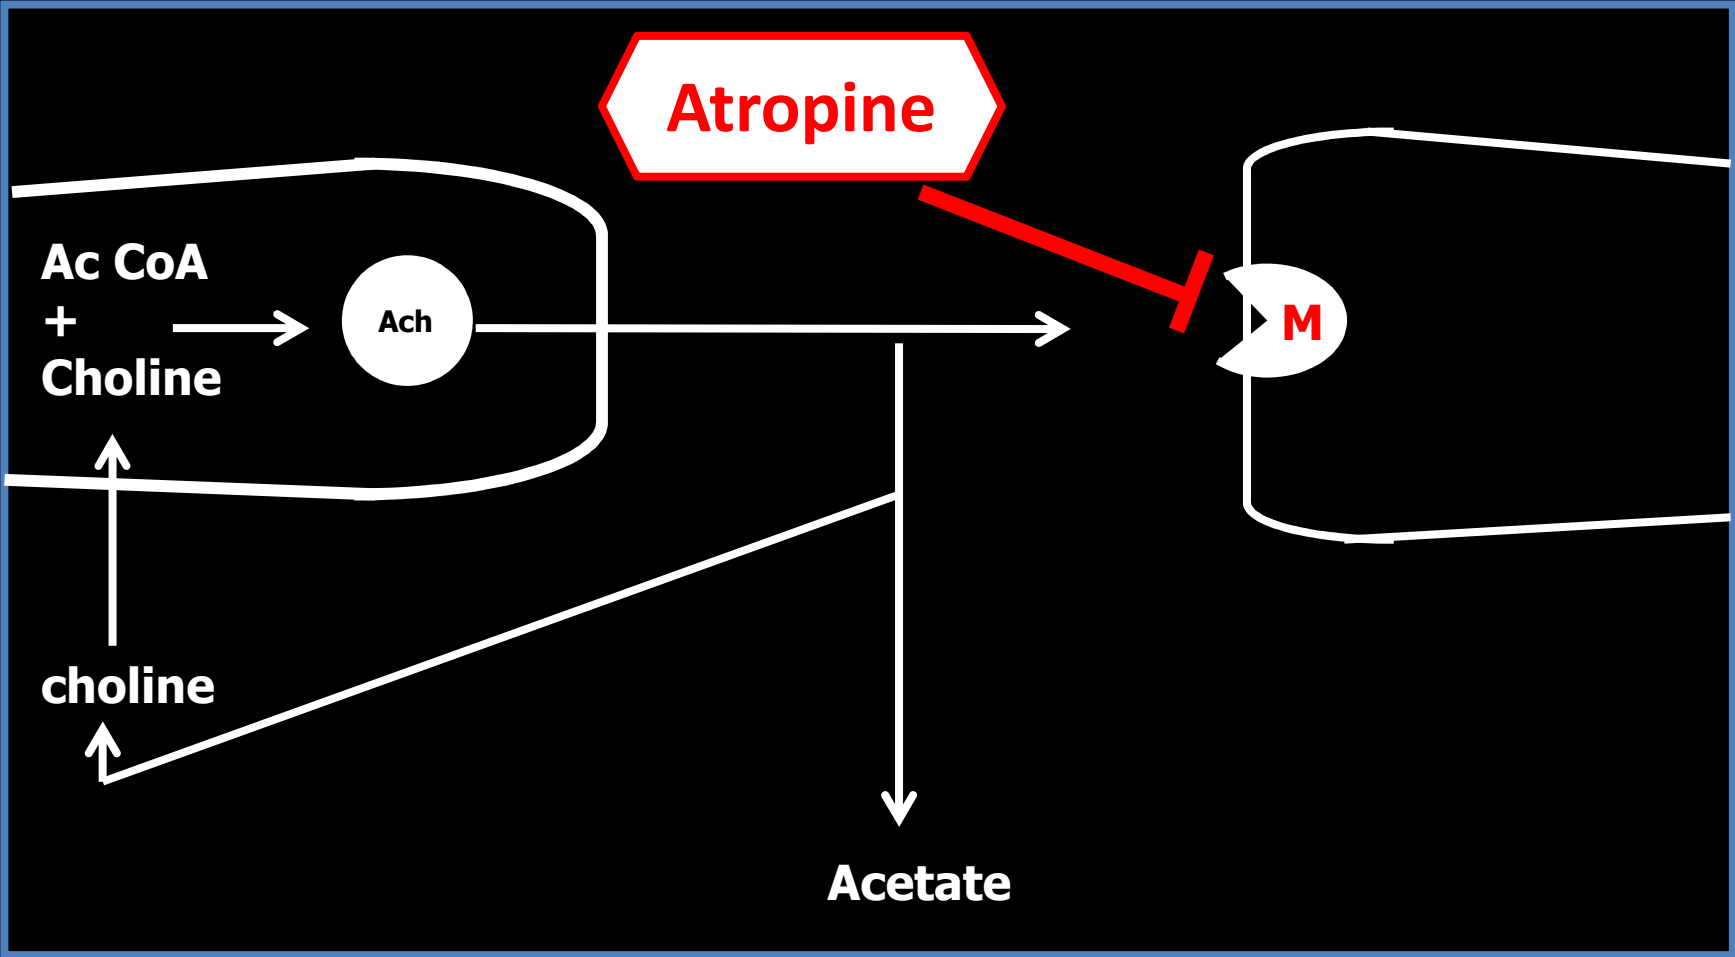 Atropine
Ac CoA
+
Choline
Ach
M
choline
Acetate